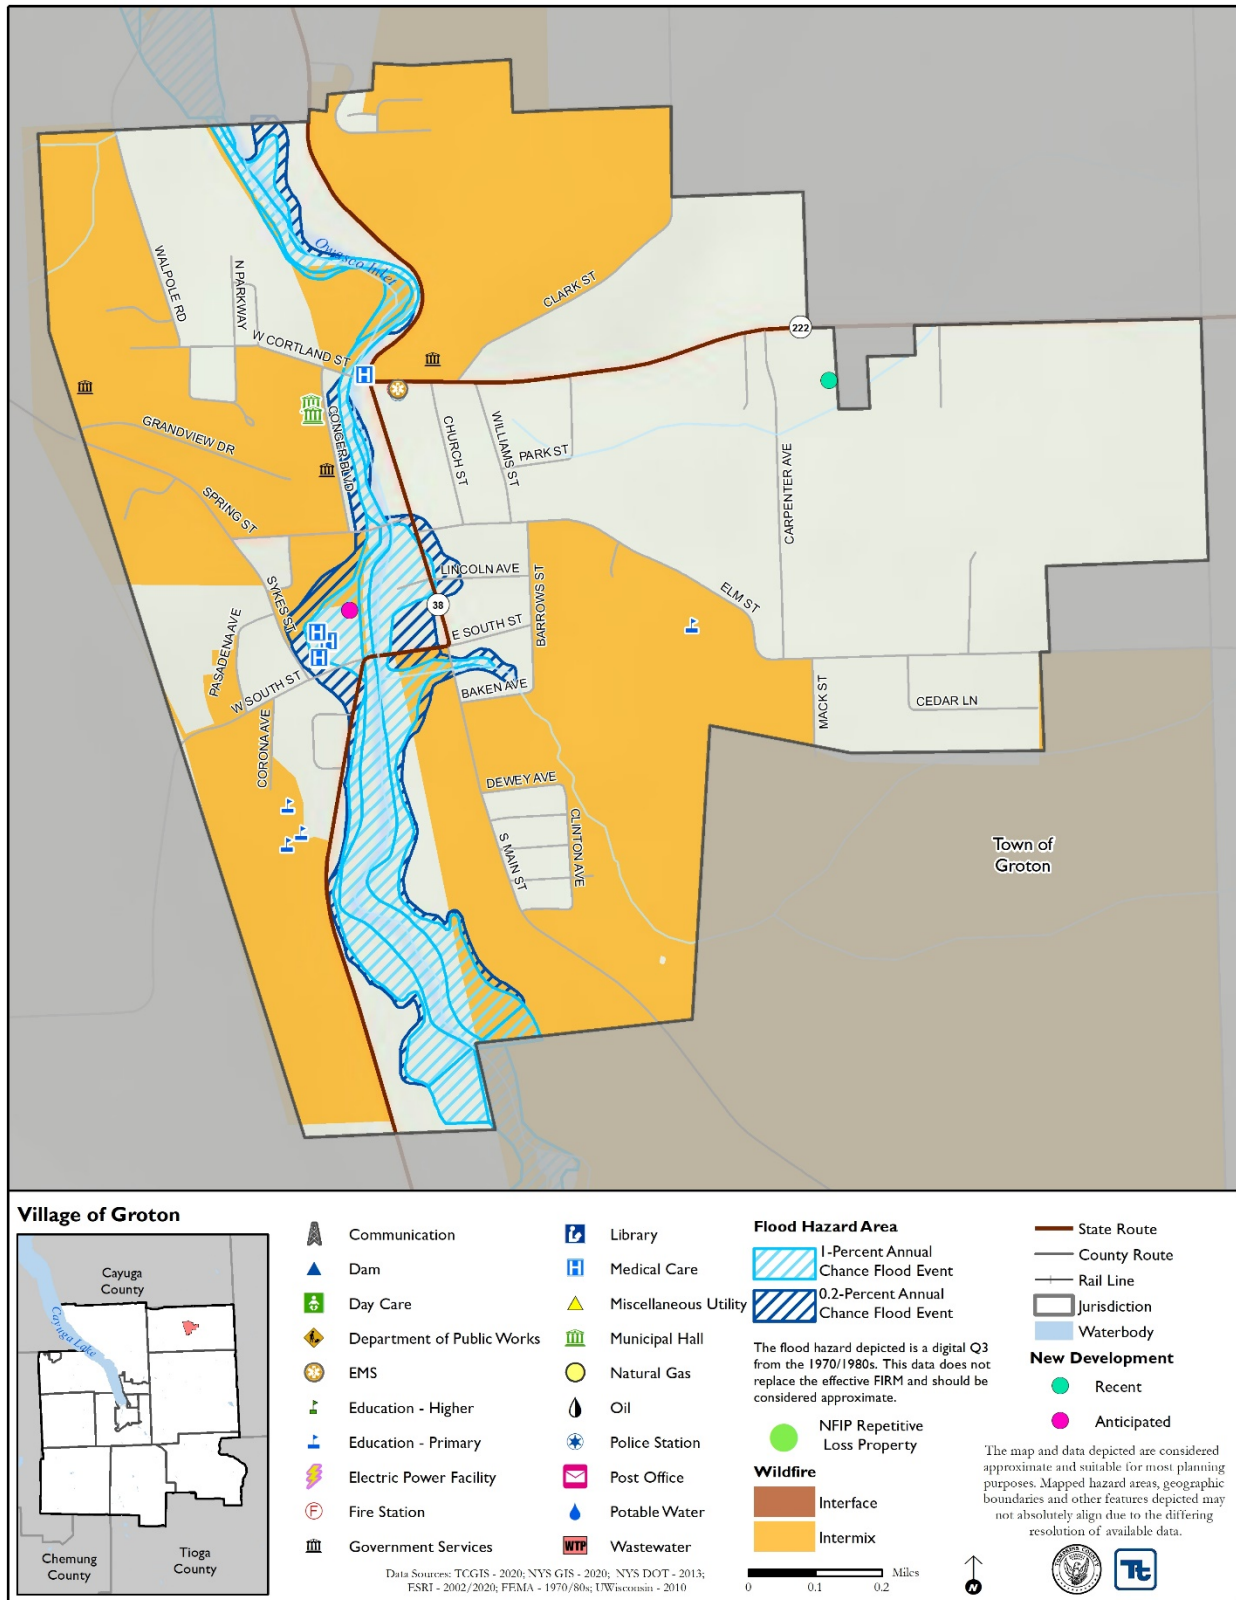 Owasco Inlet
WALPOLE RD
N PARKWAY
W CORTLAND ST
CLARK ST
222
GRANDVIEW DR
CONGER BLVD
CHURCH ST
WILLIAMS ST
PARK ST
CARPENTER AVE
SPRING ST
SYKES ST
LINCOLN AVE
38
E SOUTH ST
BARROWS ST
ELM ST
PASADENA AVE
W SOUTH ST
CORONA AVE
BAKEN AVE
MACK ST
CEDAR LN
DEWEY AVE
S MAIN ST
CLINTON AVE
Town of
Groton
H
H
H
H
Village of Groton
Cayuga
County
Cayuga Lake
Chemung
County
Tioga
County
Communication
Dam
Day Care
Department of Public Works
EMS
Education - Higher
Education - Primary
Electric Power Facility
F
Fire Station
Government Services
Library
H
Medical Care
Miscellaneous Utility
Municipal Hall
Natural Gas
Oil
Police Station
Post Office
Potable Water
WTP
Wastewater
Data Sources: TCGIS - 2020; NYS GIS - 2020; NYS DOT - 2013;
ESRI - 2002/2020; FEMA - 1970/80s; UWisconsin - 2010
Flood Hazard Area
1-Percent Annual
Chance Flood Event
0.2-Percent Annual
Chance Flood Event
The flood hazard depicted is a digital Q3
from the 1970/1980s. This data does not
replace the effective FIRM and should be
considered approximate.
NFIP Repetitive
Loss Property
Wildfire
Interface
Intermix
0
0.1
0.2
Miles
State Route
County Route
Rail Line
Jurisdiction
Waterbody
New Development
Recent
Anticipated
The map and data depicted are considered
approximate and suitable for most planning
purposes. Mapped hazard areas, geographic
boundaries and other features depicted may
not absolutely align due to the differing
resolution of available data.
N
TOMPKINS COUNTY
Tt